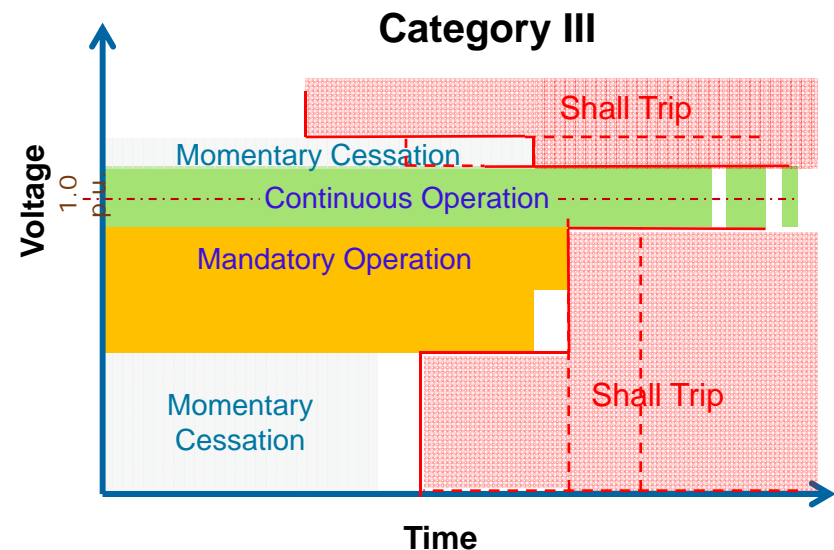 Category III
Shall Trip
Momentary Cessation
Voltage
1.0
p.u.
Continuous Operation
Mandatory Operation
Momentary
Cessation
Shall Trip
Time